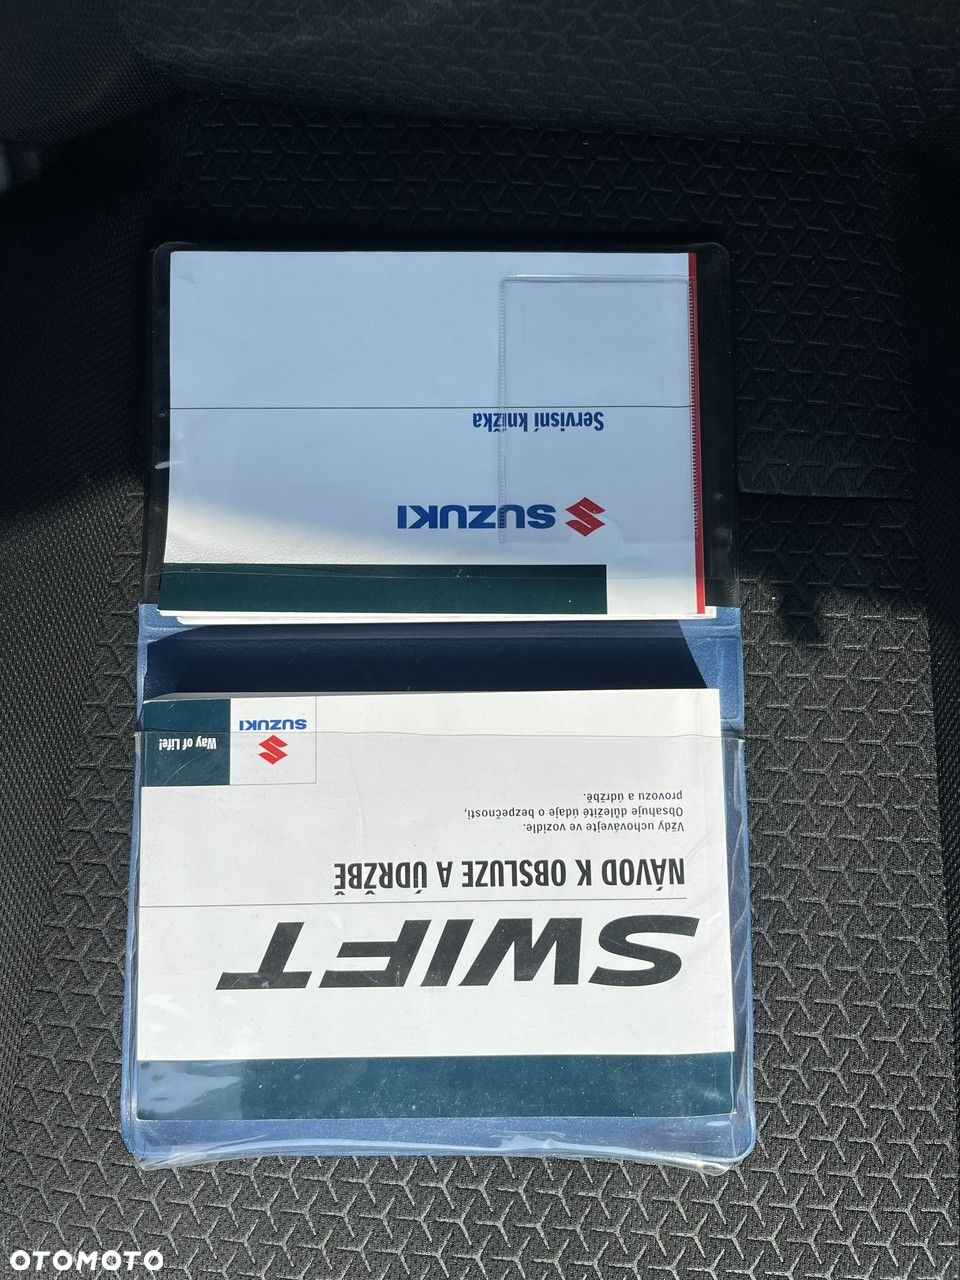 SWIFT
NÁVOD K OBSLUZE A ÚDRŽBĚ
Vždy uchovávejte ve vozidle.
Obsahuje důležité údaje o bezpečnosti,
provozu a údržbě.
SUZUKI
Way of Life!
SUZUKI
Servisní knížka
OTOMOTO